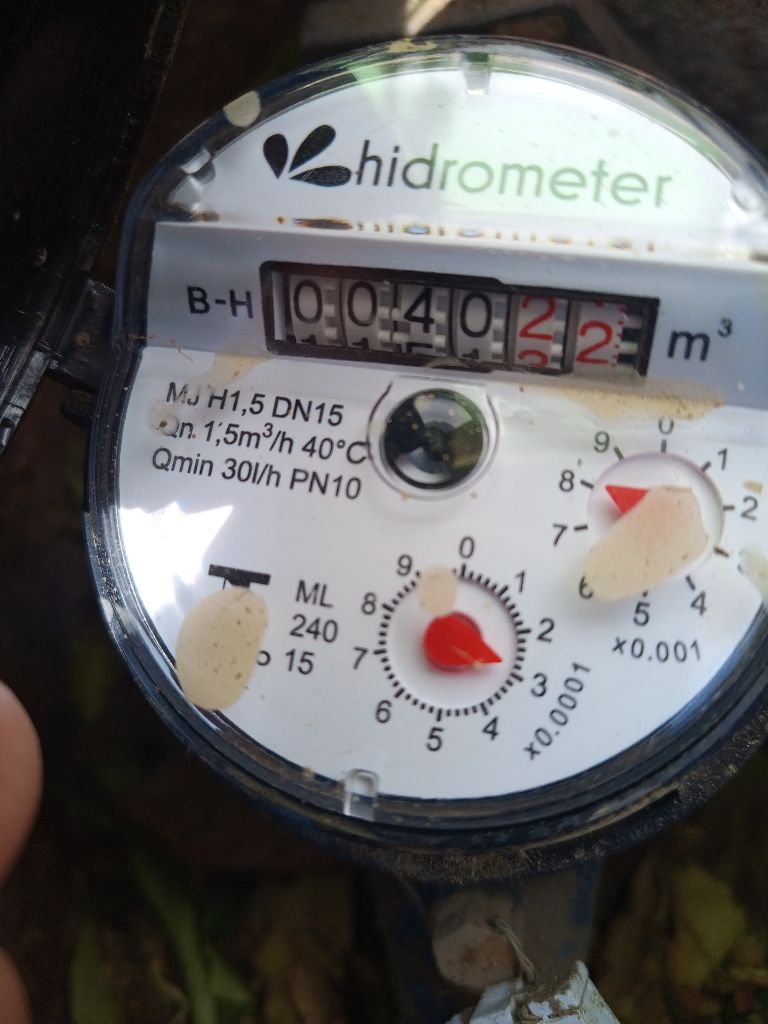 hidrometer
B-H 004022 m³
MJ H1,5 DN15
Qn 1,5m³/h 40°C
Qmin 30l/h PN10
0
9 1
8 2
7
6 4
5
x0.001
ML
240
15
0
9 1
8 2
7 3
6 4
5
x0.0001